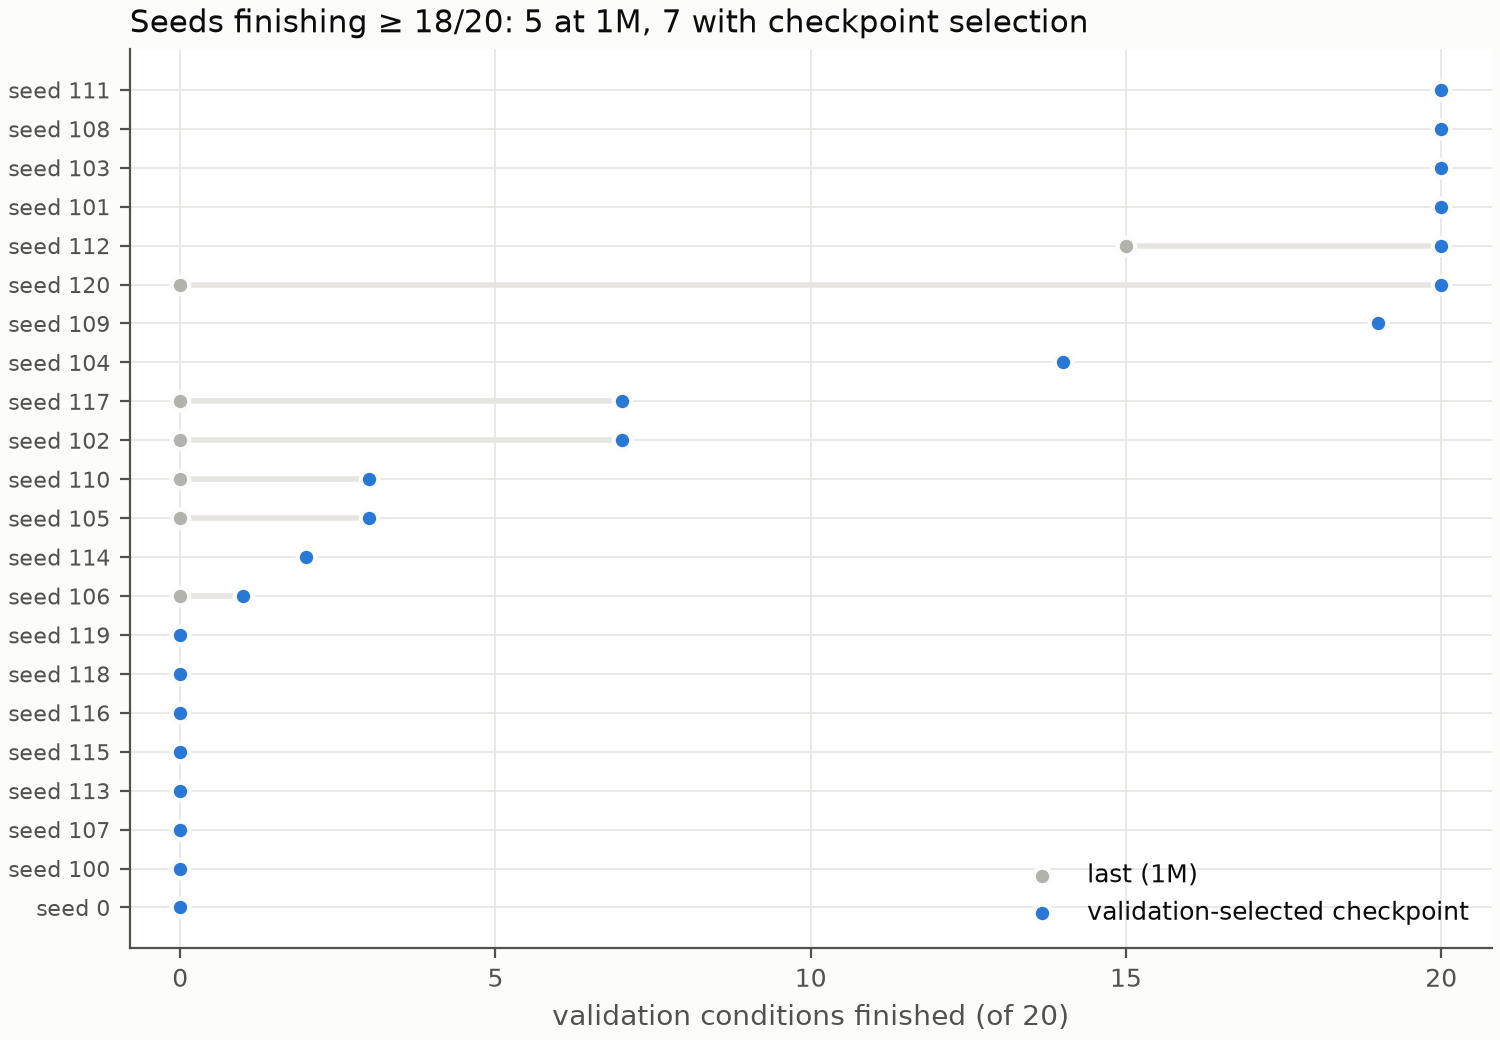 Seeds finishing ≥ 18/20: 5 at 1M, 7 with checkpoint selection
seed 111
seed 108
seed 103
seed 101
seed 112
seed 120
seed 109
seed 104
seed 117
seed 102
seed 110
seed 105
seed 114
seed 106
seed 119
seed 118
seed 116
seed 115
seed 113
seed 107
seed 100
seed 0
last (1M)
validation-selected checkpoint
0 5 10 15 20
validation conditions finished (of 20)